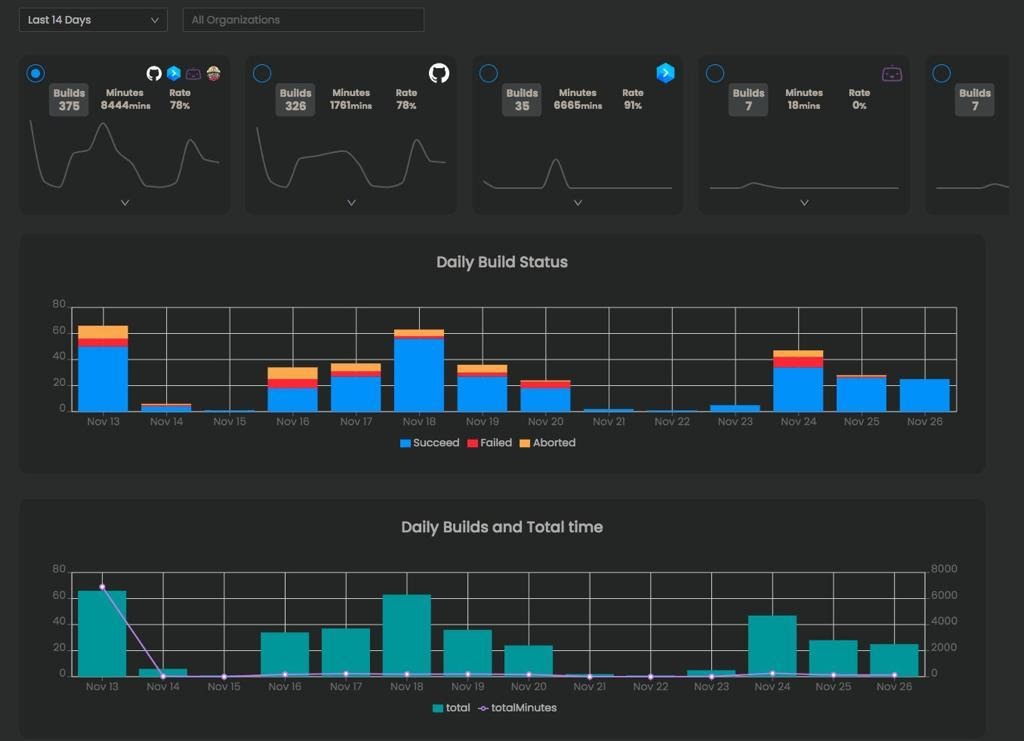 Last 14 Days
All Organizations
Builds Minutes Rate
375 8444mins 78%
Builds Minutes Rate
326 1761mins 78%
Builds Minutes Rate
35 6665mins 91%
Builds Minutes Rate
7 18mins 0%
Builds
7
Daily Build Status
80
60
40
20
0
Nov 13 Nov 14 Nov 15 Nov 16 Nov 17 Nov 18 Nov 19 Nov 20 Nov 21 Nov 22 Nov 23 Nov 24 Nov 25 Nov 26
Succeed Failed Aborted
Daily Builds and Total time
80 8000
60 6000
40 4000
20 2000
0 0
Nov 13 Nov 14 Nov 15 Nov 16 Nov 17 Nov 18 Nov 19 Nov 20 Nov 21 Nov 22 Nov 23 Nov 24 Nov 25 Nov 26
total totalMinutes